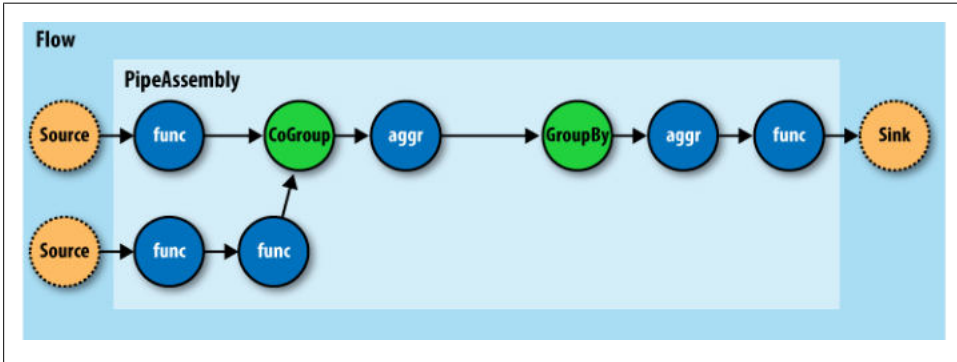 Flow
PipeAssembly
Source func CoGroup aggr GroupBy aggr func Sink
Source func func